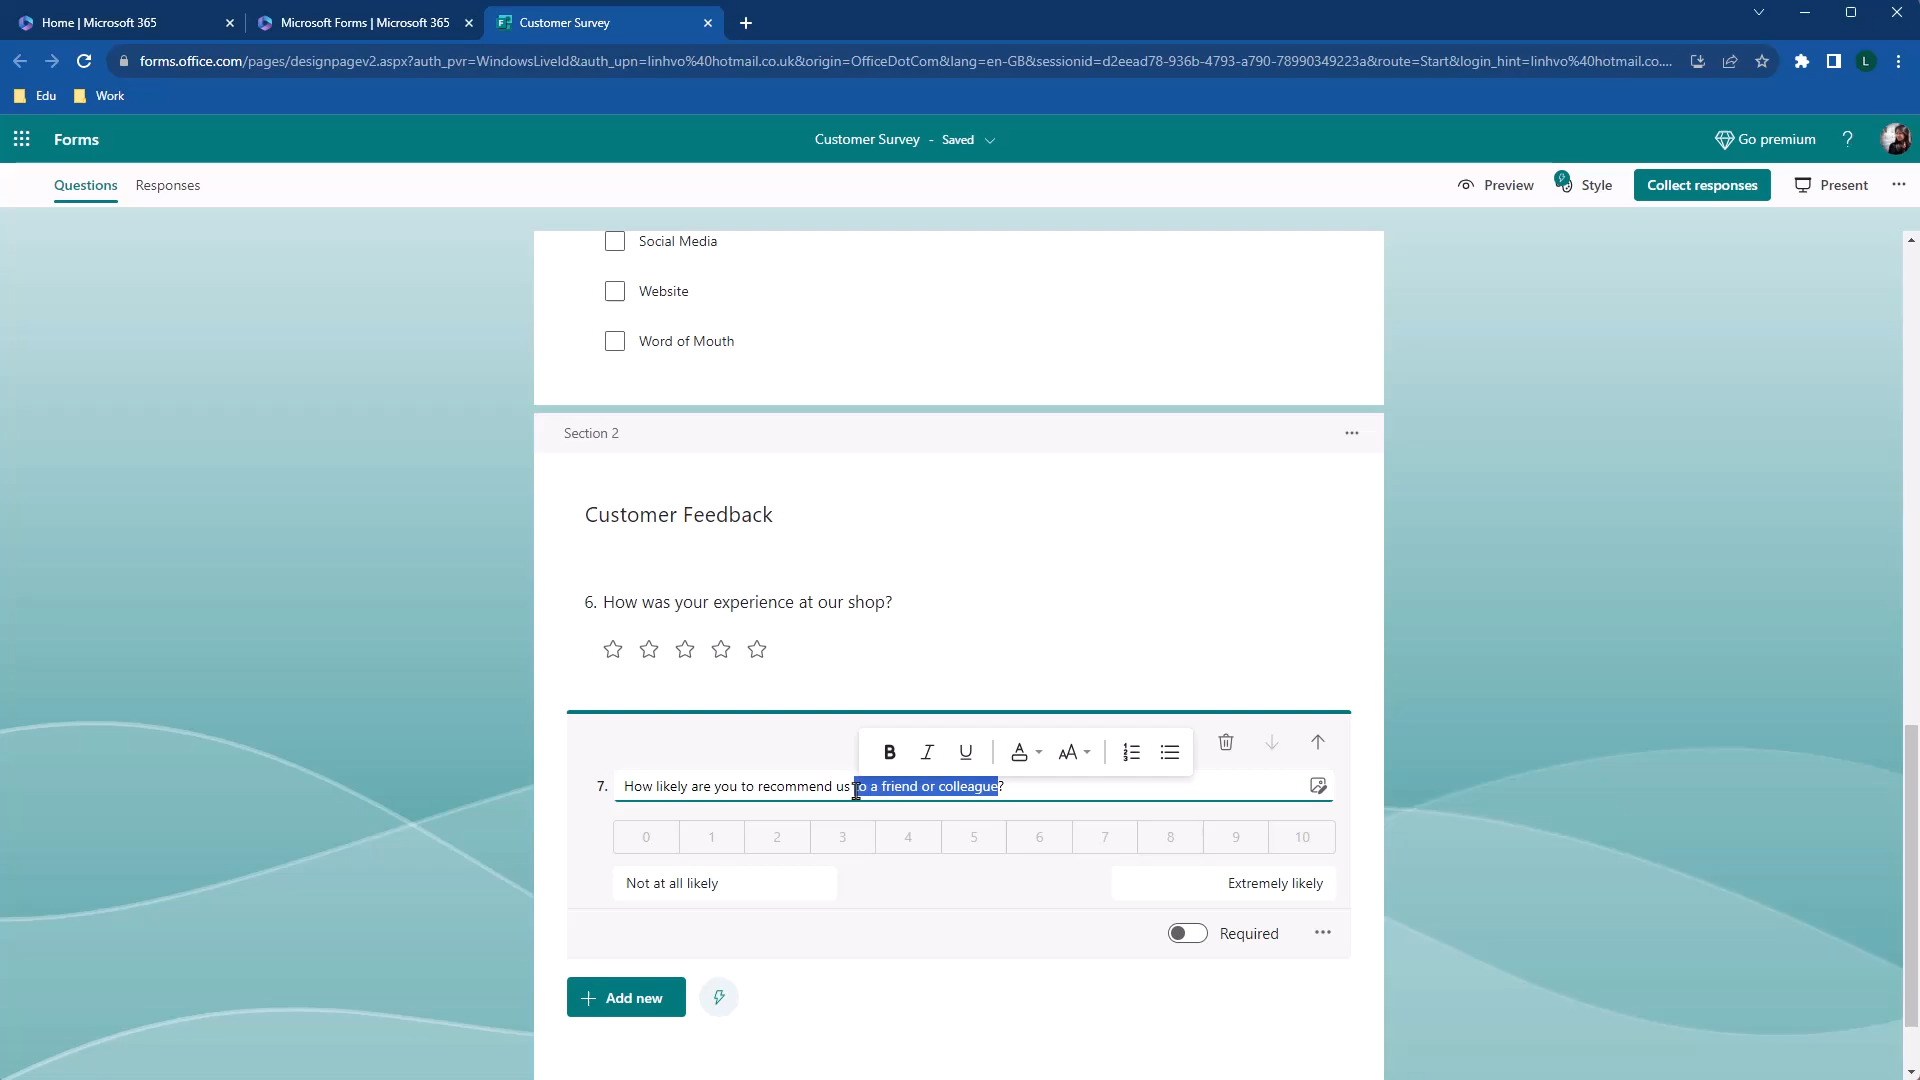 Home | Microsoft 365
Microsoft Forms | Microsoft 365
Customer Survey
forms.office.com/pages/designpagev2.aspx?auth_pvr=WindowsLiveId&auth_upn=linhvo%40hotmail.co.uk&origin=OfficeDotCom&lang=en-GB&sessionid=d2eead78-936b-4793-a790-78990349223a&route=Start&login_hint=linhvo%40hotmail.co....
L
Edu
Work
Forms
Customer Survey - Saved
Go premium
?
Questions
Responses
Preview
Style
Collect responses
Present
Social Media
Website
Word of Mouth
Section 2
Customer Feedback
6. How was your experience at our shop?
B I U A AA
7. How likely are you to recommend us to a friend or colleague?
0 1 2 3 4 5 6 7 8 9 10
Not at all likely
Extremely likely
Required
Add new